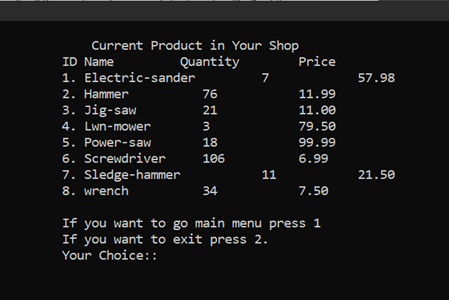 Current Product in Your Shop
ID Name Quantity Price
1. Electric-sander 7 57.98
2. Hammer 76 11.99
3. Jig-saw 21 11.00
4. Lwn-mower 3 79.50
5. Power-saw 18 99.99
6. Screwdriver 106 6.99
7. Sledge-hammer 11 21.50
8. wrench 34 7.50
If you want to go main menu press 1
If you want to exit press 2.
Your Choice::